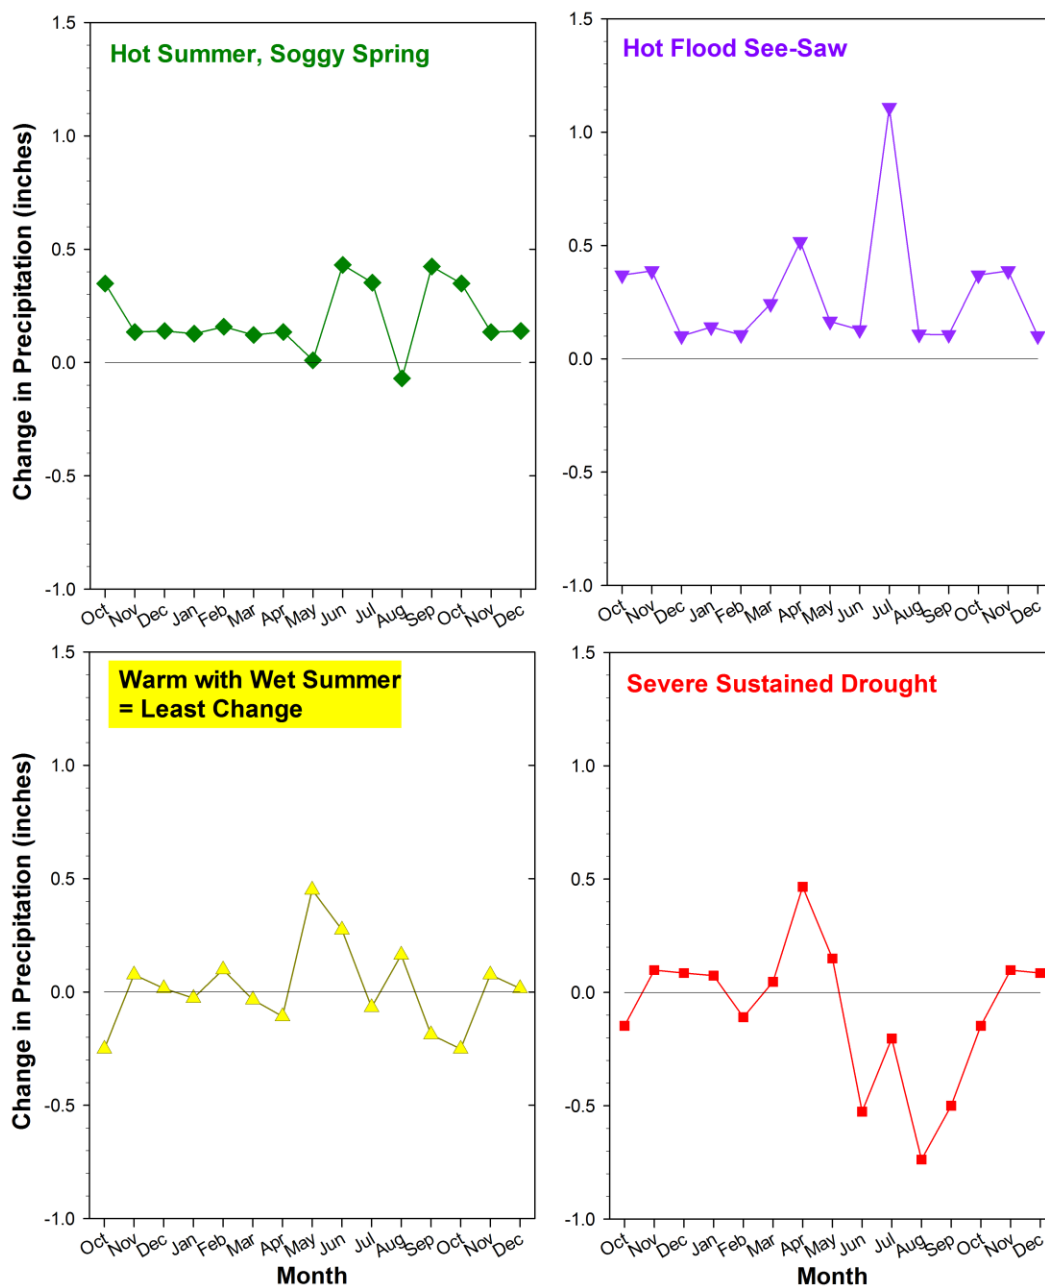 Hot Summer, Soggy Spring
Change in Precipitation (inches)
1.5
1.0
0.5
0.0
-0.5
-1.0
Oct Nov Dec Jan Feb Mar Apr May Jun Jul Aug Sep Oct Nov Dec
Hot Flood See-Saw
1.5
1.0
0.5
0.0
-0.5
-1.0
Oct Nov Dec Jan Feb Mar Apr May Jun Jul Aug Sep Oct Nov Dec
Warm with Wet Summer
= Least Change
Change in Precipitation (inches)
1.5
1.0
0.5
0.0
-0.5
-1.0
Oct Nov Dec Jan Feb Mar Apr May Jun Jul Aug Sep Oct Nov Dec
Month
Severe Sustained Drought
1.5
1.0
0.5
0.0
-0.5
-1.0
Oct Nov Dec Jan Feb Mar Apr May Jun Jul Aug Sep Oct Nov Dec
Month